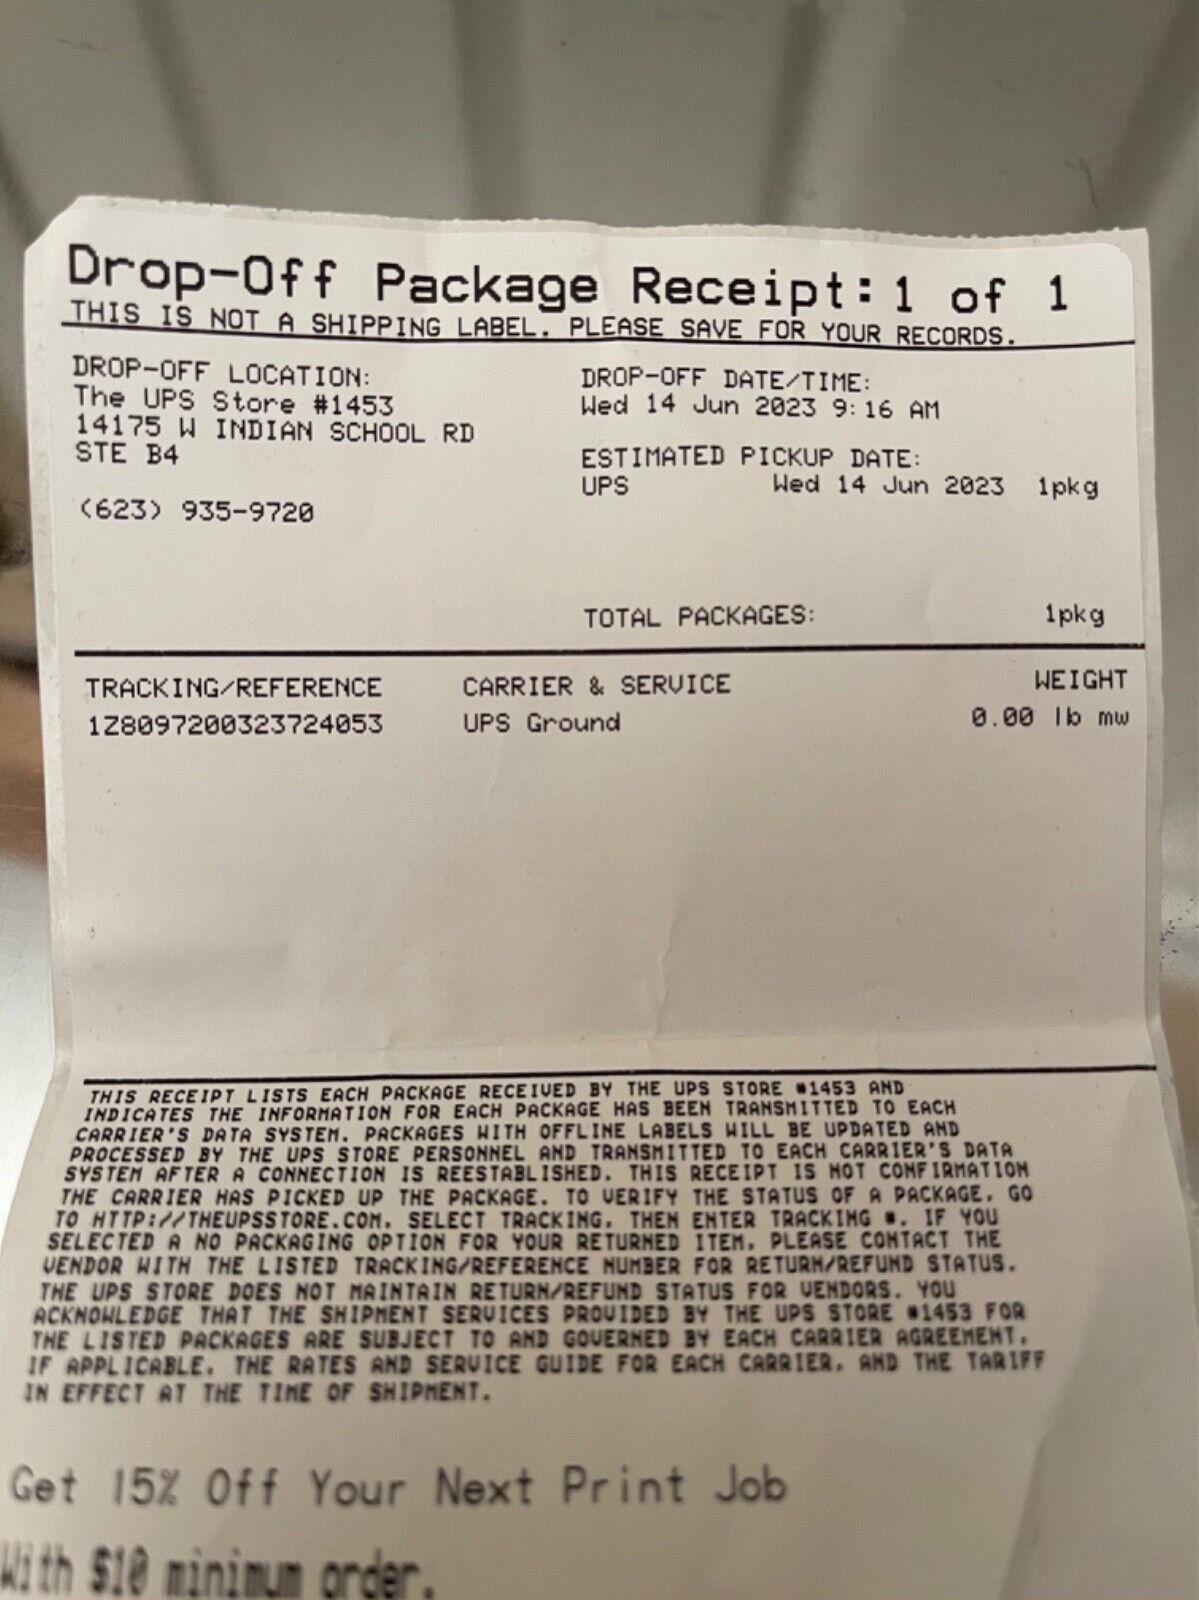 Drop-Off Package Receipt: 1 of 1
THIS IS NOT A SHIPPING LABEL. PLEASE SAVE FOR YOUR RECORDS.
DROP-OFF LOCATION:
The UPS Store #1453
14175 W INDIAN SCHOOL RD
STE B4
(623) 935-9720
DROP-OFF DATE/TIME:
Wed 14 Jun 2023 9:16 AM
ESTIMATED PICKUP DATE:
UPS Wed 14 Jun 2023 1pkg
TOTAL PACKAGES: 1pkg
TRACKING/REFERENCE CARRIER & SERVICE WEIGHT
1Z8097200323724053 UPS Ground 0.00 lb mw
THIS RECEIPT LISTS EACH PACKAGE RECEIVED BY THE UPS STORE #1453 AND
INDICATES THE INFORMATION FOR EACH PACKAGE HAS BEEN TRANSMITTED TO EACH
CARRIER'S DATA SYSTEM. PACKAGES WITH OFFLINE LABELS WILL BE UPDATED AND
PROCESSED BY THE UPS STORE PERSONNEL AND TRANSMITTED TO EACH CARRIER'S DATA
SYSTEM AFTER A CONNECTION IS REESTABLISHED. THIS RECEIPT IS NOT CONFIRMATION
THE CARRIER HAS PICKED UP THE PACKAGE. TO VERIFY THE STATUS OF A PACKAGE, GO
TO HTTP://THEUPSSTORE.COM, SELECT TRACKING, THEN ENTER TRACKING #. IF YOU
SELECTED A NO PACKAGING OPTION FOR YOUR RETURNED ITEM, PLEASE CONTACT THE
VENDOR WITH THE LISTED TRACKING/REFERENCE NUMBER FOR RETURN/REFUND STATUS.
THE UPS STORE DOES NOT MAINTAIN RETURN/REFUND STATUS FOR VENDORS. YOU
ACKNOWLEDGE THAT THE SHIPMENT SERVICES PROVIDED BY THE UPS STORE #1453 FOR
THE LISTED PACKAGES ARE SUBJECT TO AND GOVERNED BY EACH CARRIER AGREEMENT,
IF APPLICABLE, THE RATES AND SERVICE GUIDE FOR EACH CARRIER, AND THE TARIFF
IN EFFECT AT THE TIME OF SHIPMENT.
Get 15% Off Your Next Print Job
With $10 minimum order.